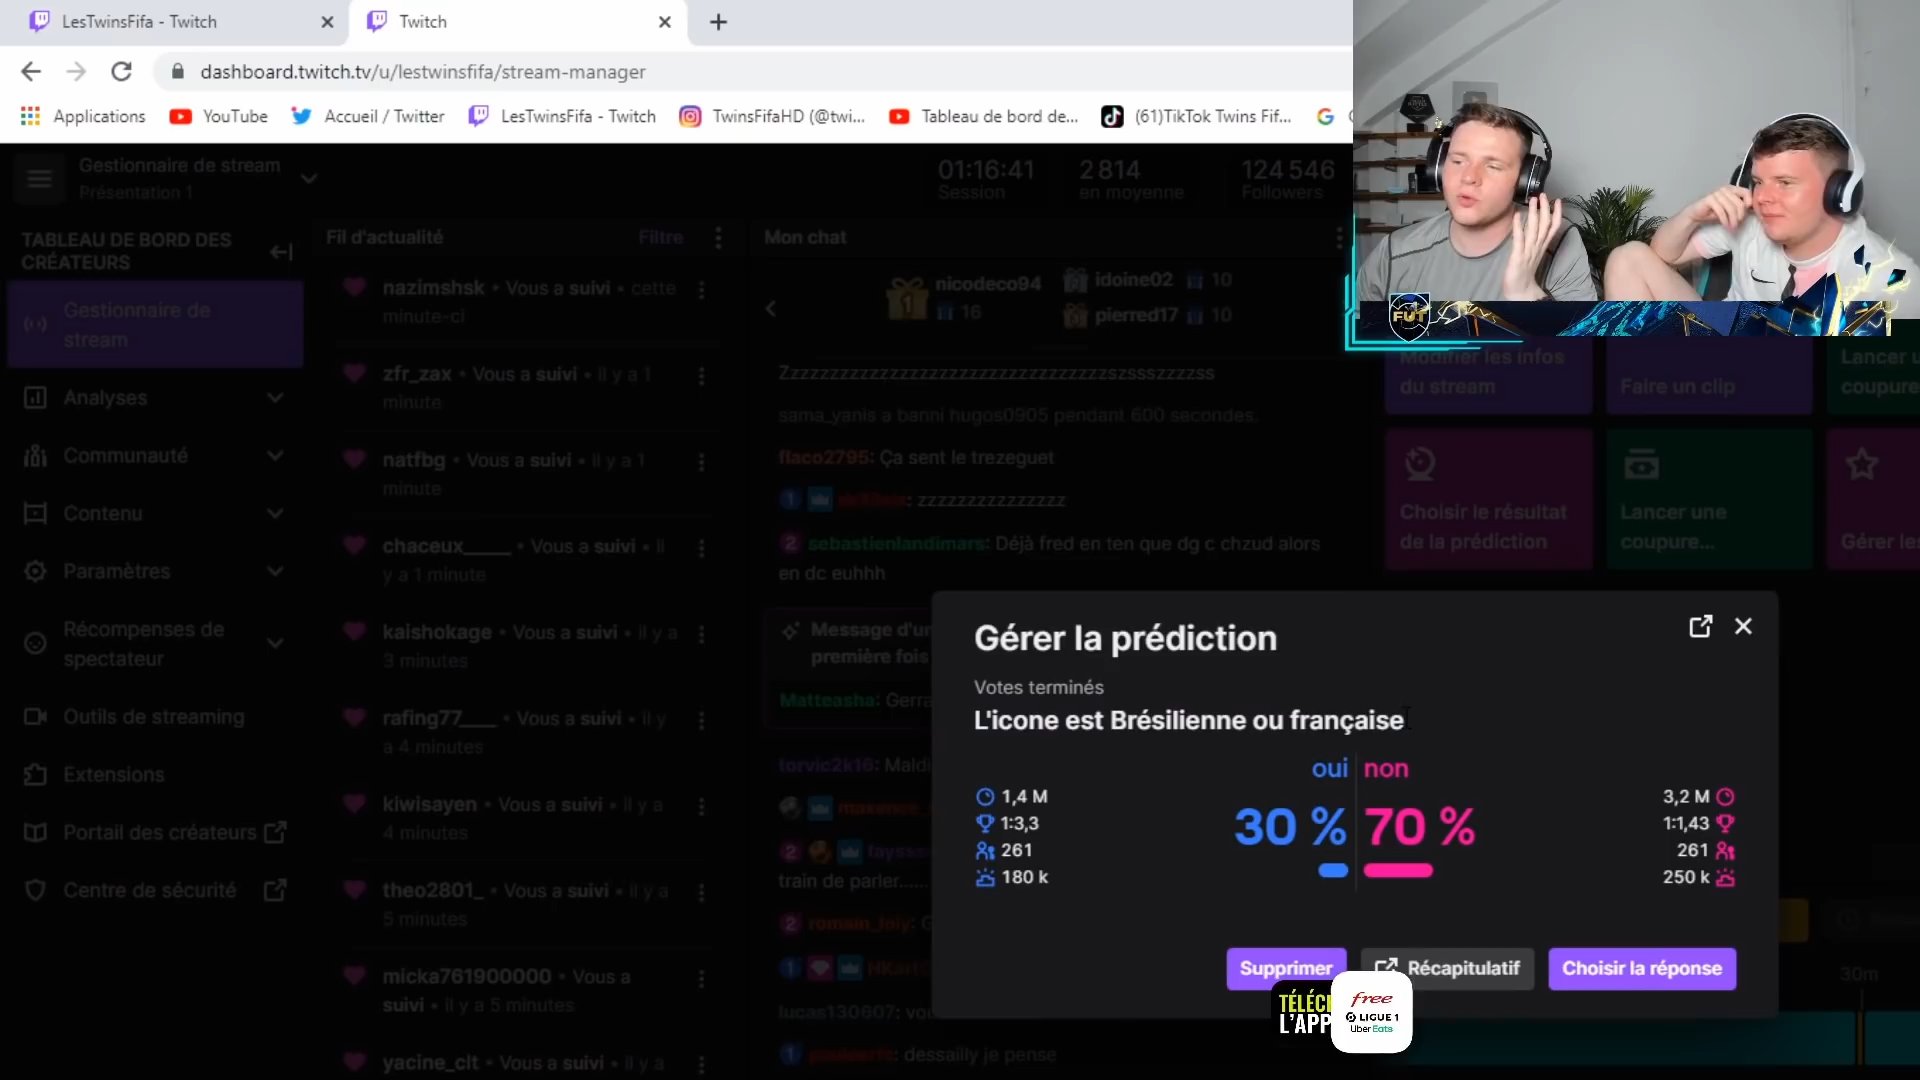 LesTwinsFifa - Twitch
Twitch
dashboard.twitch.tv/u/lestwinsfifa/stream-manager
Applications
YouTube
Accueil / Twitter
LesTwinsFifa - Twitch
TwinsFifaHD (@twi...
Tableau de bord de...
(61)TikTok Twins Fif...
Gestionnaire de stream
Présentation 1
01:16:41
Session
2 814
en moyenne
124 546
Followers
TABLEAU DE BORD DES
CRÉATEURS
Gestionnaire de
stream
Analyses
Communauté
Contenu
Paramètres
Récompenses de
spectateur
Outils de streaming
Extensions
Portail des créateurs
Centre de sécurité
Fil d'actualité
Filtre
nazimshsk • Vous a suivi • cette
minute-ci
zfr_zax • Vous a suivi • il y a 1
minute
natfbg • Vous a suivi • il y a 1
minute
chaceux____ • Vous a suivi • il
y a 1 minute
kaishokage • Vous a suivi • il y a
3 minutes
rafing77____ • Vous a suivi • il y
a 4 minutes
kiwisayen • Vous a suivi • il y a
4 minutes
theo2801_ • Vous a suivi • il y a
5 minutes
micka761900000 • Vous a
suivi • il y a 5 minutes
yacine_clt • Vous a suivi • il y a
Mon chat
1
nicodeco94
16
idoine02
10
pierred17
10
sama_yanis a banni hugos0905 pendant 600 secondes.
flaco2795: Ça sent le trezeguet
zzzzzzzzzzzzzzz
sebastienlandimars: Déjà fred en ten que dg c chzud alors
en dc euhhh
Message d'un
première fois
Matteasha: Gerra
torvic2k16: Mald
train de parler......
romain_loly: G
lucas130607: vou
dessailly je pense
FUT
Modifier les infos
du stream
Faire un clip
Lancer u
coupure
Choisir le résultat
de la prédiction
Lancer une
coupure...
Gérer les
Gérer la prédiction
Votes terminés
L'icone est Brésilienne ou française
oui
non
30 %
70 %
1,4 M
1:3,3
261
180 k
3,2 M
1:1,43
261
250 k
Supprimer
Récapitulatif
Choisir la réponse
TÉLÉC
L'APP
free
LIGUE 1
Uber Eats
30m